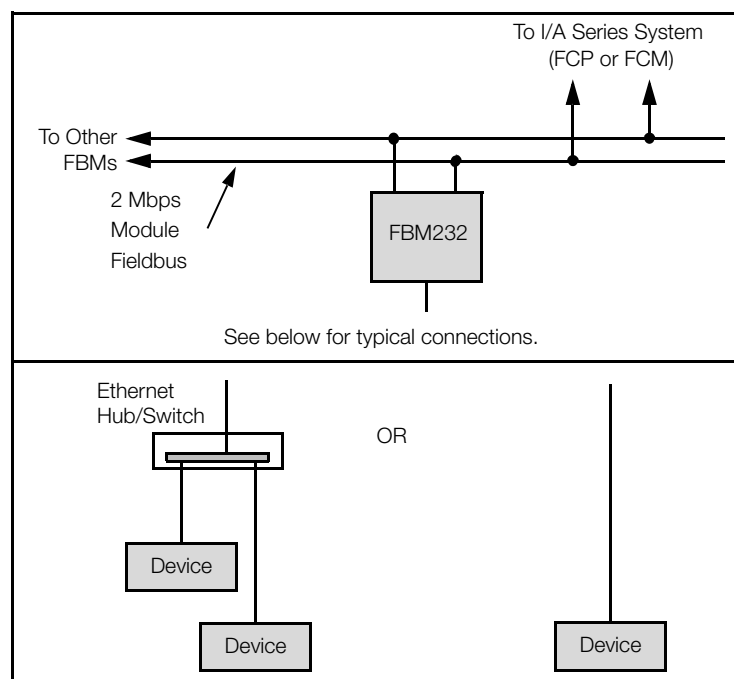 To I/A Series System
(FCP or FCM)
To Other
FBMs
2 Mbps
Module
Fieldbus
FBM232
See below for typical connections.
Ethernet
Hub/Switch
OR
Device
Device
Device